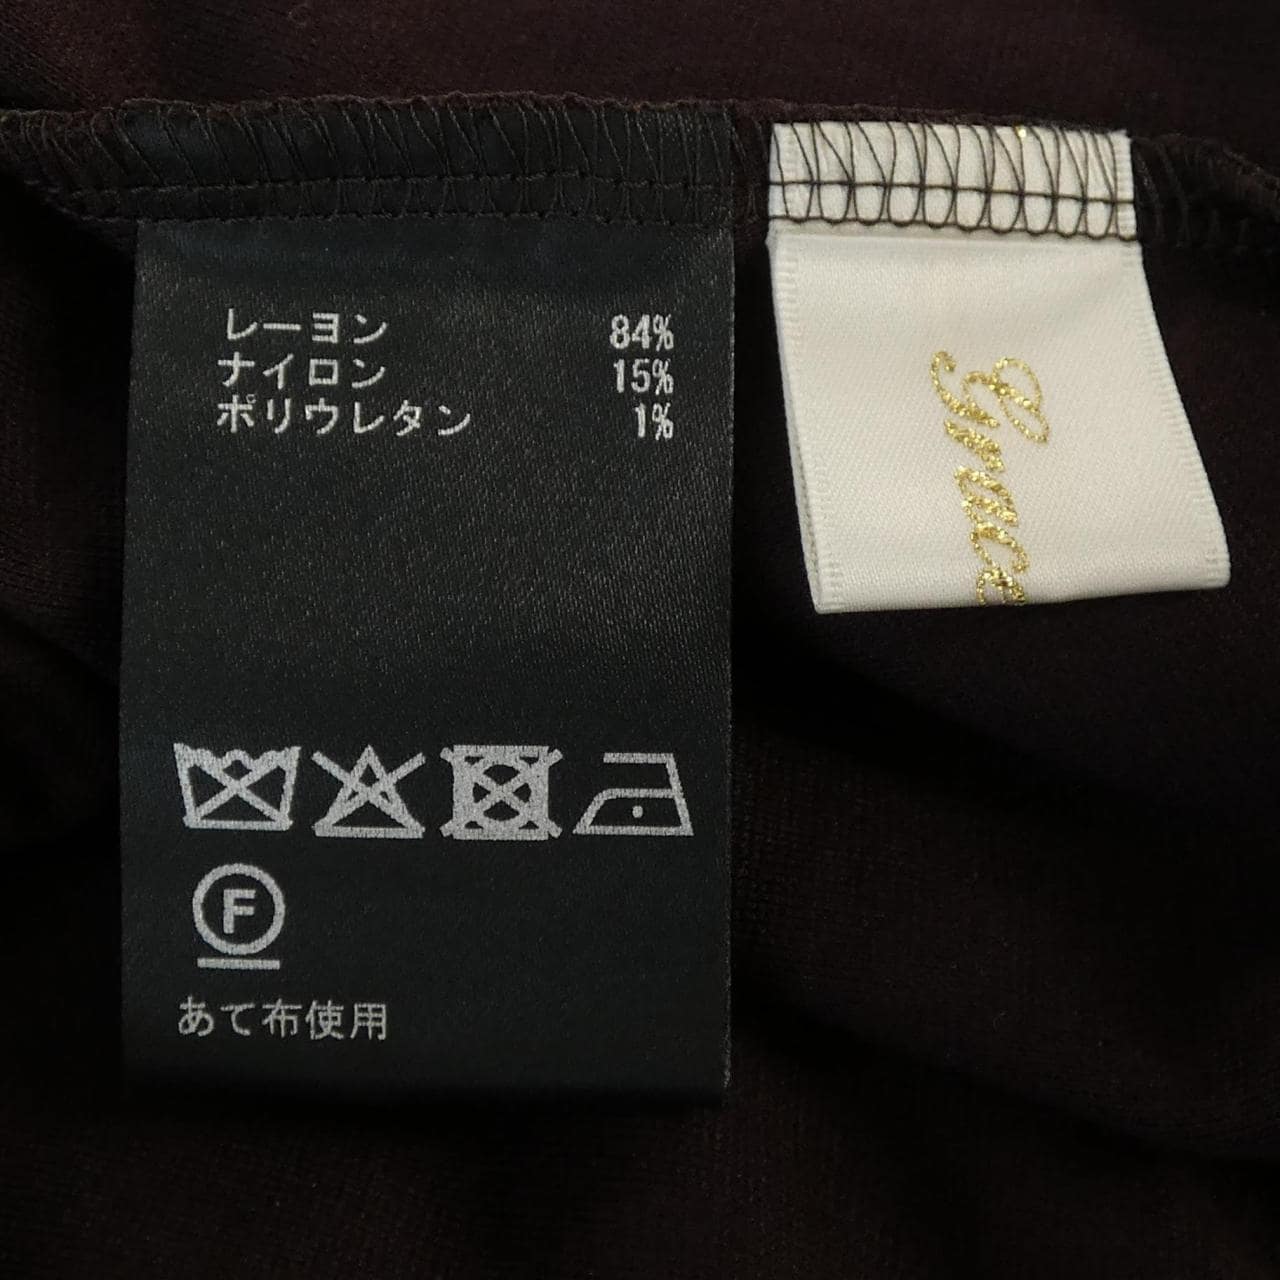 レーヨン 84%
ナイロン 15%
ポリウレタン 1%
F
あて布使用
Grace